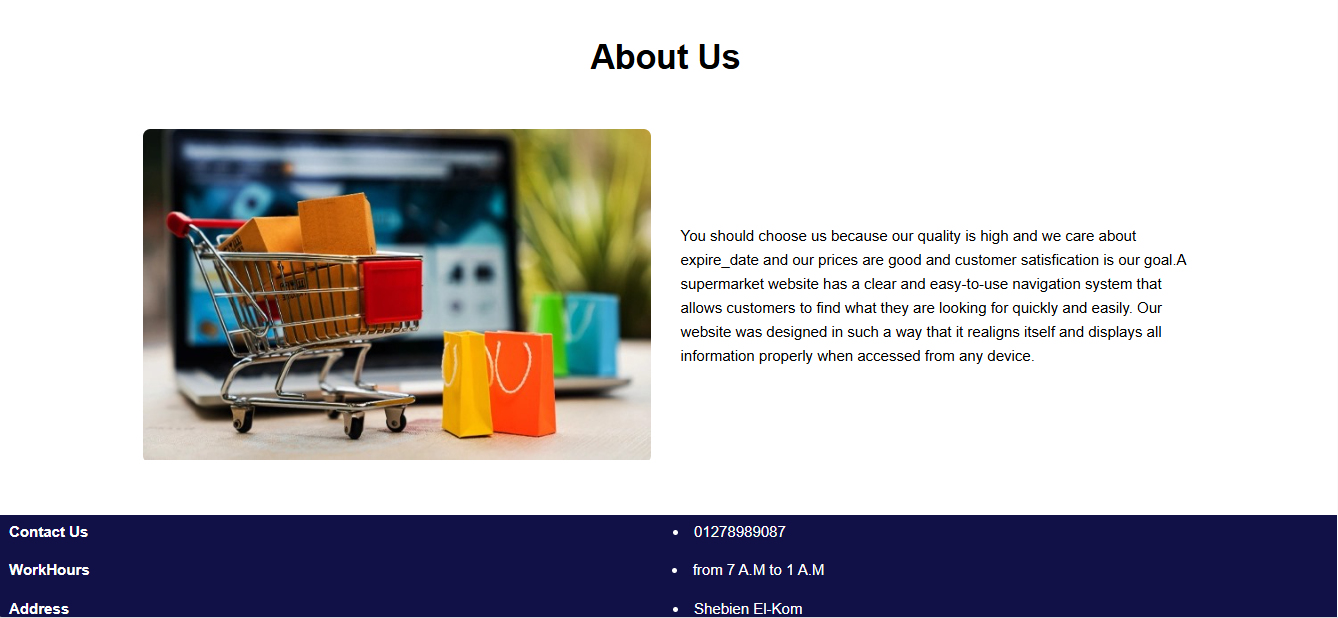 About Us
You should choose us because our quality is high and we care about
expire_date and our prices are good and customer satisfication is our goal.A
supermarket website has a clear and easy-to-use navigation system that
allows customers to find what they are looking for quickly and easily. Our
website was designed in such a way that it realigns itself and displays all
information properly when accessed from any device.
Contact Us • 01278989087
WorkHours • from 7 A.M to 1 A.M
Address • Shebien El-Kom